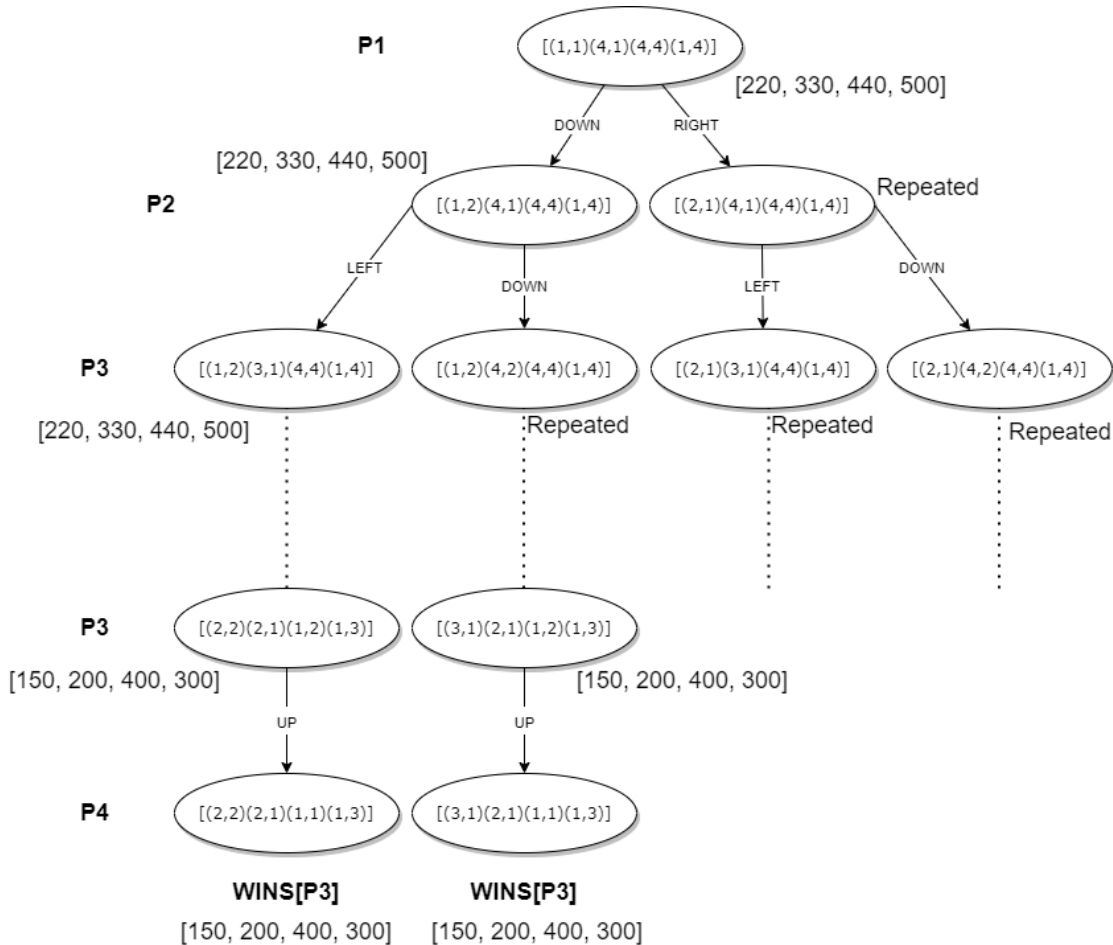 P1
[(1,1)(4,1)(4,4)(1,4)]
[220, 330, 440, 500]
DOWN
RIGHT
[220, 330, 440, 500]
P2
[(1,2)(4,1)(4,4)(1,4)]
[(2,1)(4,1)(4,4)(1,4)]
Repeated
LEFT
DOWN
LEFT
DOWN
P3
[(1,2)(3,1)(4,4)(1,4)]
[(1,2)(4,2)(4,4)(1,4)]
[(2,1)(3,1)(4,4)(1,4)]
[(2,1)(4,2)(4,4)(1,4)]
[220, 330, 440, 500]
Repeated
Repeated
Repeated
P3
[(2,2)(2,1)(1,2)(1,3)]
[(3,1)(2,1)(1,2)(1,3)]
[150, 200, 400, 300]
[150, 200, 400, 300]
UP
UP
P4
[(2,2)(2,1)(1,1)(1,3)]
[(3,1)(2,1)(1,1)(1,3)]
WINS[P3]
WINS[P3]
[150, 200, 400, 300]
[150, 200, 400, 300]